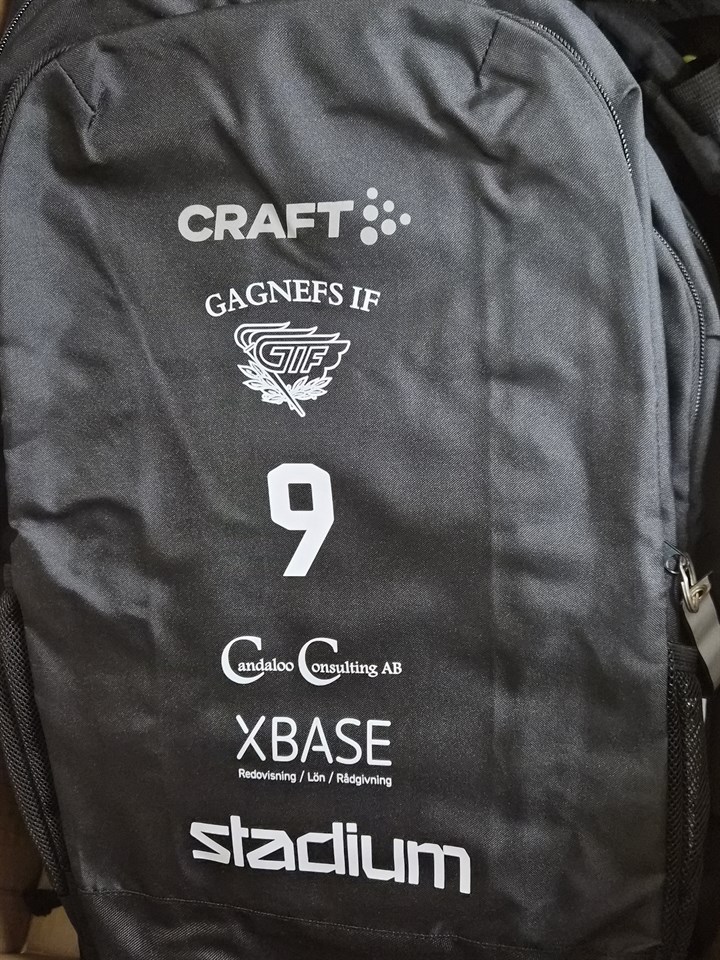 CRAFT
GAGNEFS IF
GIF
9
Candaloo Consulting AB
XBASE
Redovisning / Lön / Rådgivning
stadium